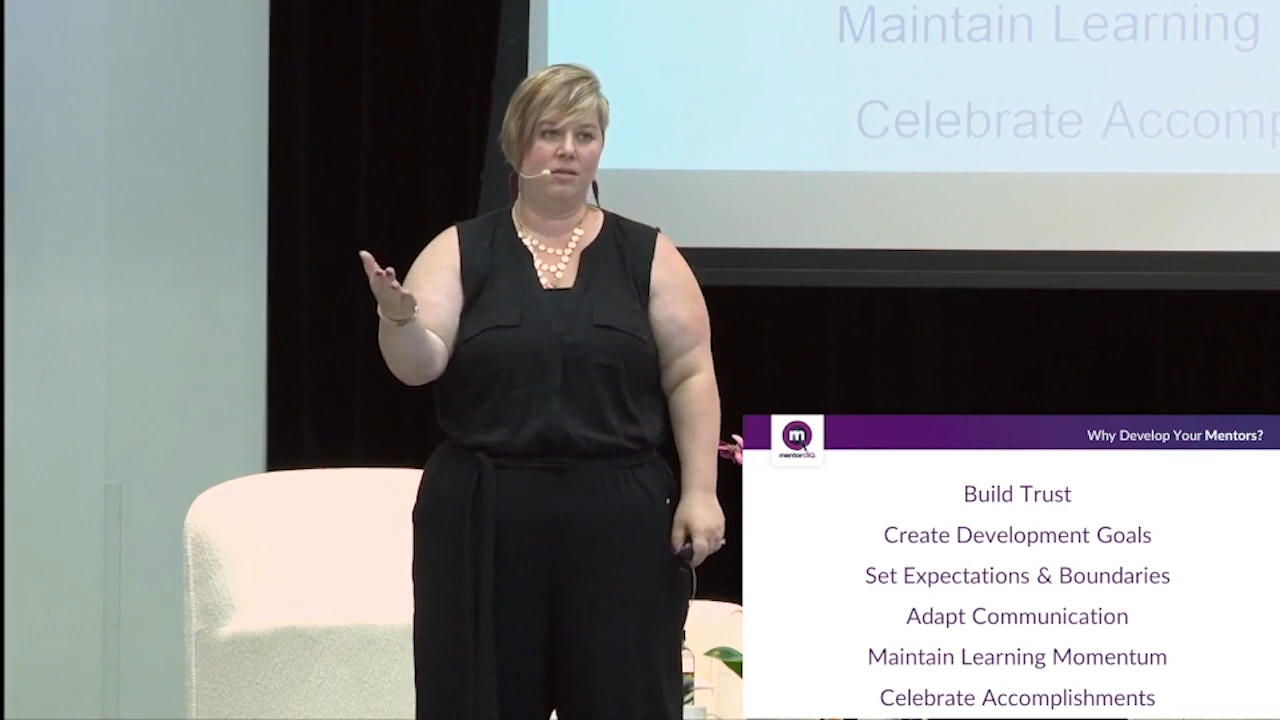 Maintain Learning
Celebrate Accomp
m
mentorcliQ.
Why Develop Your Mentors?
Build Trust
Create Development Goals
Set Expectations & Boundaries
Adapt Communication
Maintain Learning Momentum
Celebrate Accomplishments